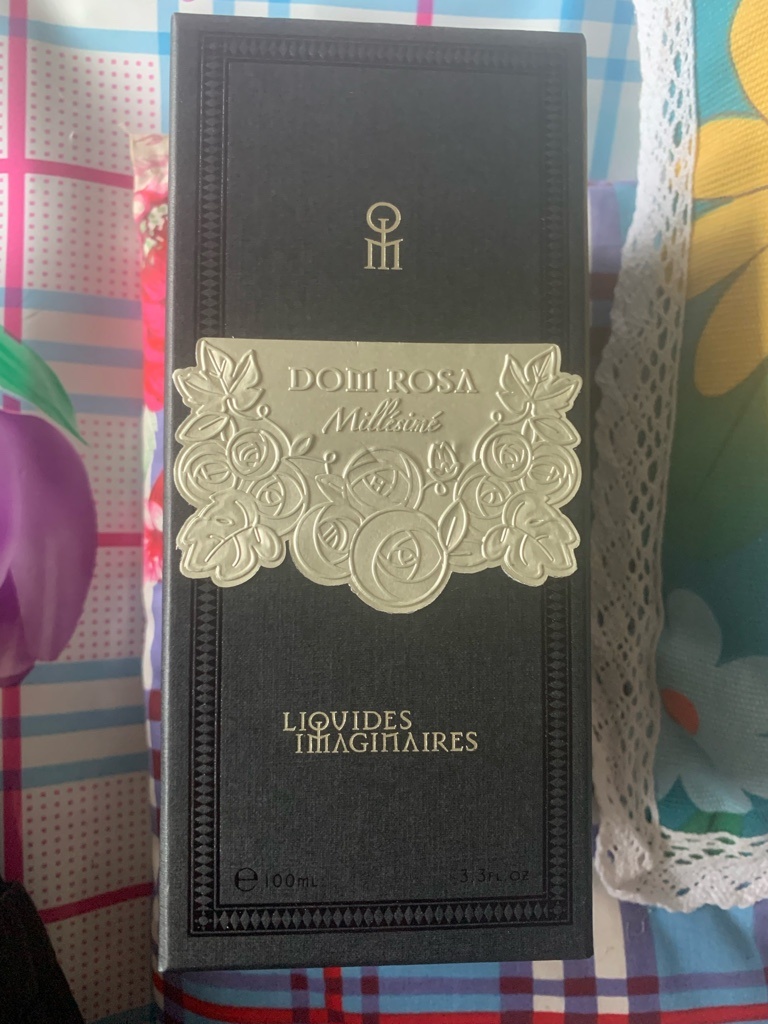 DOM ROSA
Millésimé
LIQUIDES
IMAGINAIRES
℮ 100ML 3.3FL.OZ